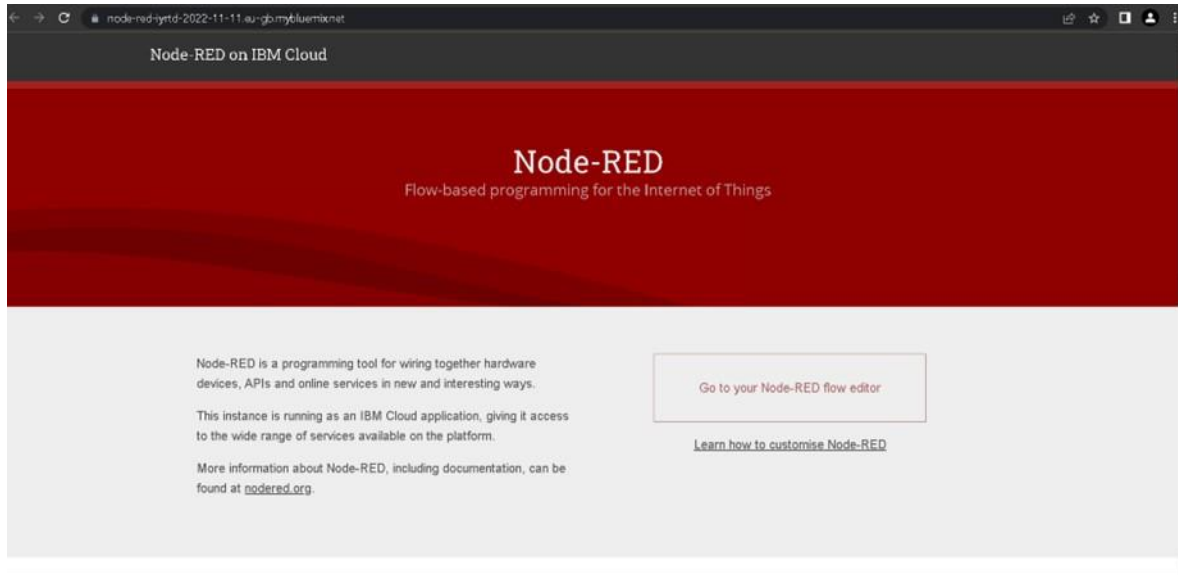 node-red-iyrtd-2022-11-11.eu-gb.mybluemix.net
Node-RED on IBM Cloud
Node-RED
Flow-based programming for the Internet of Things
Node-RED is a programming tool for wiring together hardware
devices, APIs and online services in new and interesting ways.
This instance is running as an IBM Cloud application, giving it access
to the wide range of services available on the platform.
More information about Node-RED, including documentation, can be
found at nodered.org.
Go to your Node-RED flow editor
Learn how to customise Node-RED